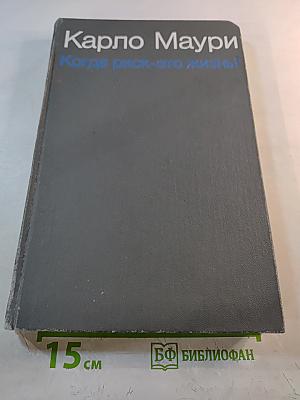 Карло Маури
Когда риск-это жизнь!
15 см
БФ БИБЛИОФАН